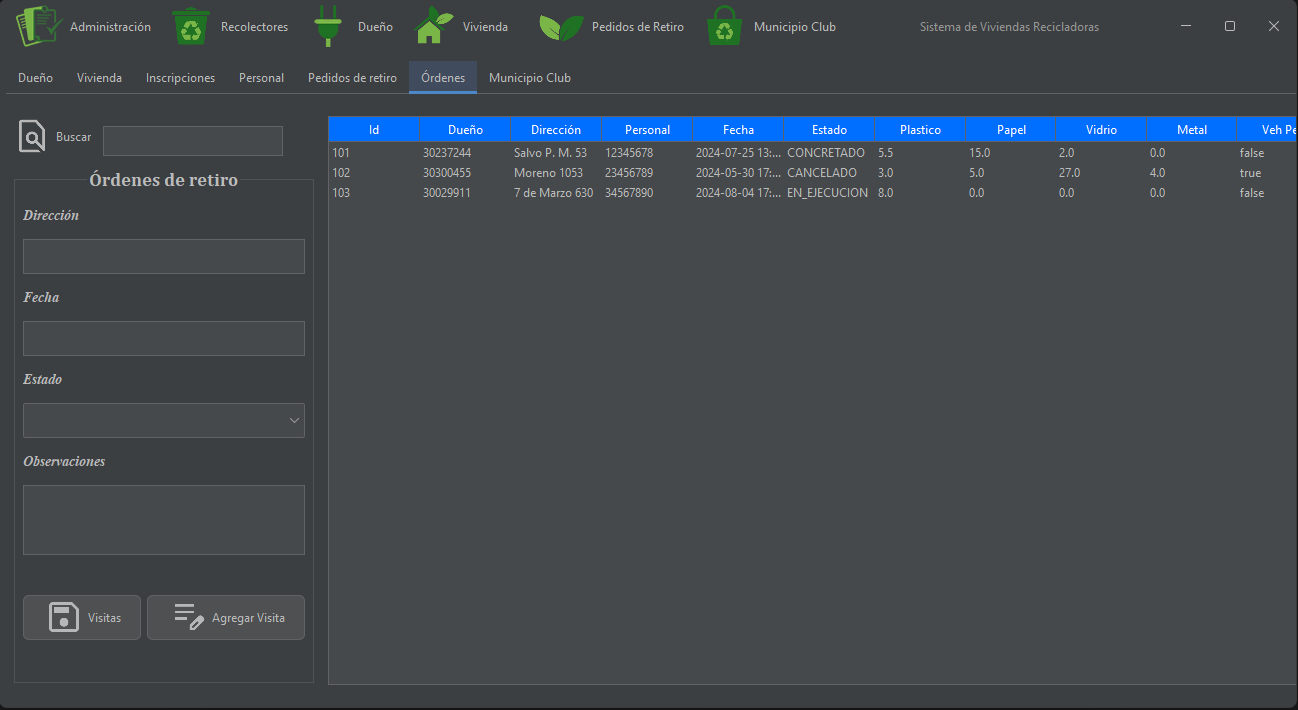 Administración Recolectores Dueño Vivienda Pedidos de Retiro Municipio Club Sistema de Viviendas Recicladoras
Dueño Vivienda Inscripciones Personal Pedidos de retiro Órdenes Municipio Club
Buscar
Órdenes de retiro
Dirección
Fecha
Estado
Observaciones
Visitas Agregar Visita
Id Dueño Dirección Personal Fecha Estado Plastico Papel Vidrio Metal Veh Pe
101 30237244 Salvo P. M. 53 12345678 2024-07-25 13:... CONCRETADO 5.5 15.0 2.0 0.0 false
102 30300455 Moreno 1053 23456789 2024-05-30 17:... CANCELADO 3.0 5.0 27.0 4.0 true
103 30029911 7 de Marzo 630 34567890 2024-08-04 17:... EN_EJECUCION 8.0 0.0 0.0 0.0 false